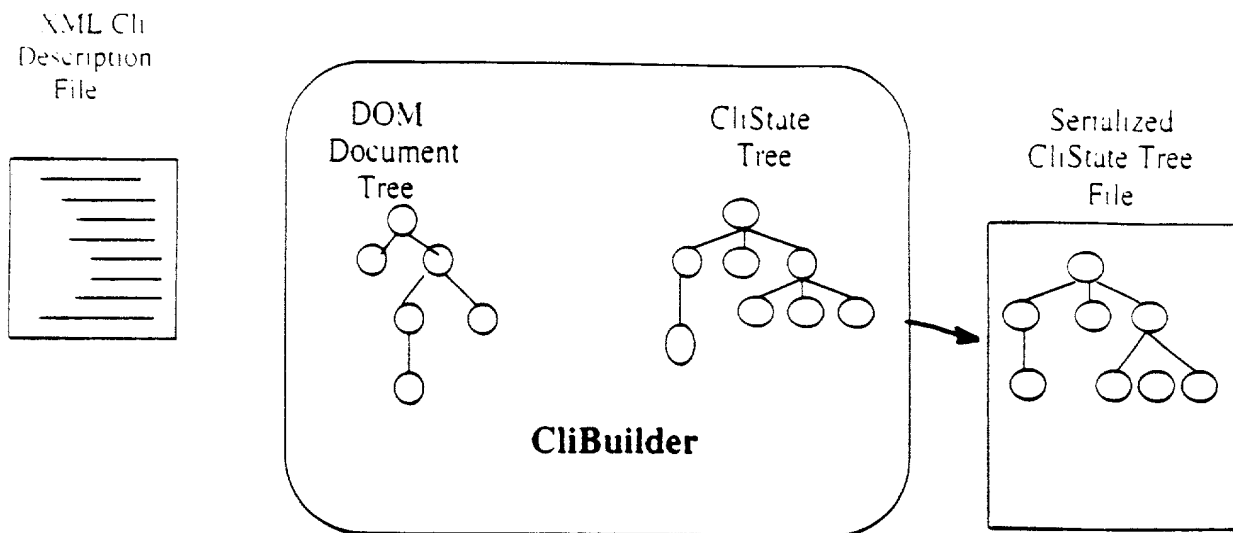 XML Cli
Description
File
DOM
Document
Tree
CliState
Tree
Serialized
CliState Tree
File
CliBuilder